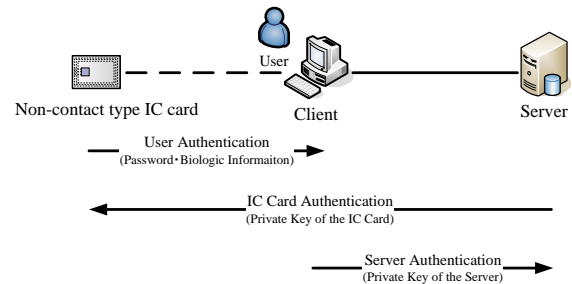 User
Non-contact type IC card
Client
Server
User Authentication
(Password・Biologic Informaiton)
IC Card Authentication
(Private Key of the IC Card)
Server Authentication
(Private Key of the Server)